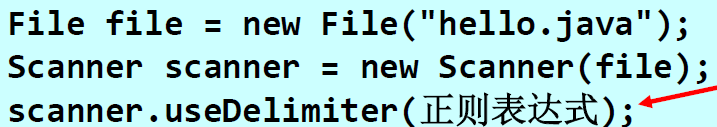 File file = new File("hello.java");
Scanner scanner = new Scanner(file);
scanner.useDelimiter(正则表达式);